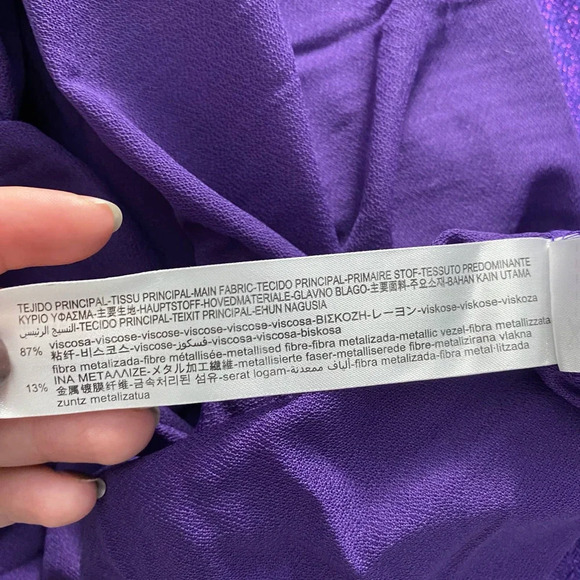 TEJIDO PRINCIPAL-TISSU PRINCIPAL-MAIN FABRIC-TECIDO PRINCIPAL-PRIMAIRE STOF-TESSUTO PREDOMINANTE
ΚΥΡΙΟ ΥΦΑΣΜΑ-主要生地-HAUPTSTOFF-HOVEDMATERIALE-GLAVNO BLAGO-主要面料-주요소재-BAHAN KAIN UTAMA
النسيج الرئيسي-TECIDO PRINCIPAL-TEIXIT PRINCIPAL-EHUN NAGUSIA
87% viscosa-viscose-viscose-viscose-viscose-viscosa-ΒΙΣΚΟΖΗ-レーヨン-viskose-viskose-viskoza
粘纤-비스코스-viscose-فسكوز-viscosa-viscosa-biskosa
13% fibra metalizada-fibre métallisée-metallised fibre-fibra metalizada-metallic vezel-fibra metallizzata
ΙΝΑ ΜΕΤΑΛΛΙΖΕ-メタル加工繊維-metallisierte faser-metalliserede fibre-metalizirana vlakna
金属镀膜纤维-금속처리된 섬유-serat logam-ألياف ممعدنة-fibra metalizada-fibra metal·litzada
zuntz metalizatua